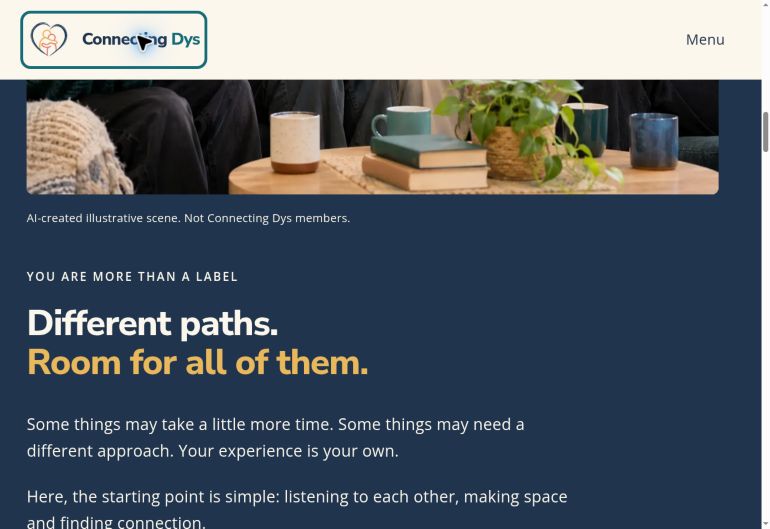 Connecting Dys
Menu
AI-created illustrative scene. Not Connecting Dys members.
YOU ARE MORE THAN A LABEL
Different paths.
Room for all of them.
Some things may take a little more time. Some things may need a
different approach. Your experience is your own.
Here, the starting point is simple: listening to each other, making space
and finding connection.